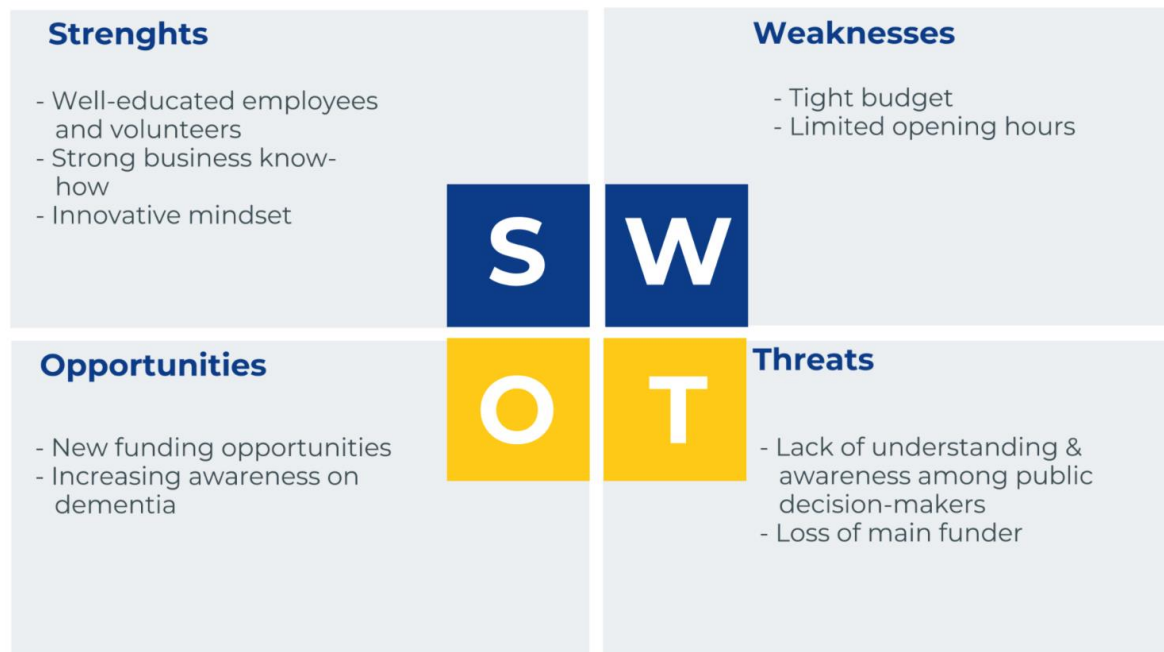 Strenghts
- Well-educated employees
and volunteers
- Strong business know-
how
- Innovative mindset
Weaknesses
- Tight budget
- Limited opening hours
S W
O T
Opportunities
- New funding opportunities
- Increasing awareness on
dementia
Threats
- Lack of understanding &
awareness among public
decision-makers
- Loss of main funder